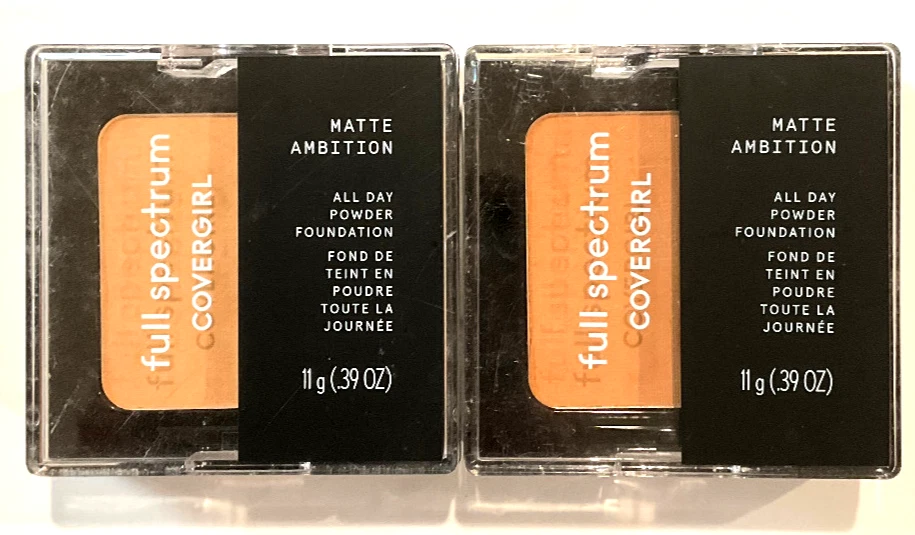 full spectrum
COVERGIRL
MATTE
AMBITION
ALL DAY
POWDER
FOUNDATION
FOND DE
TEINT EN
POUDRE
TOUTE LA
JOURNÉE
11 g (.39 OZ)
full spectrum
COVERGIRL
MATTE
AMBITION
ALL DAY
POWDER
FOUNDATION
FOND DE
TEINT EN
POUDRE
TOUTE LA
JOURNÉE
11 g (.39 OZ)